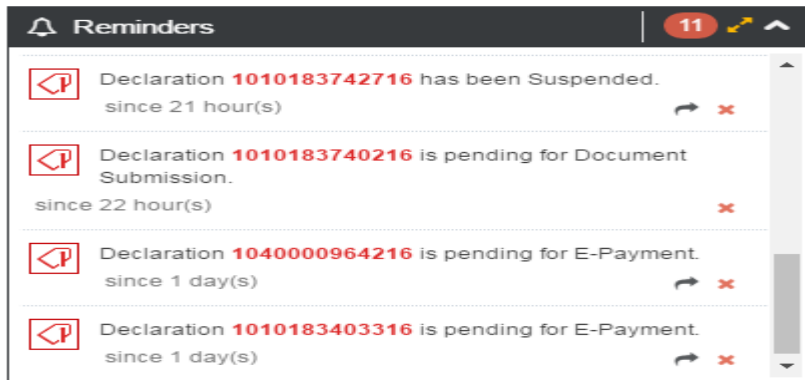 Reminders 11
Declaration 1010183742716 has been Suspended.
since 21 hour(s)
Declaration 1010183740216 is pending for Document
Submission.
since 22 hour(s)
Declaration 1040000964216 is pending for E-Payment.
since 1 day(s)
Declaration 1010183403316 is pending for E-Payment.
since 1 day(s)